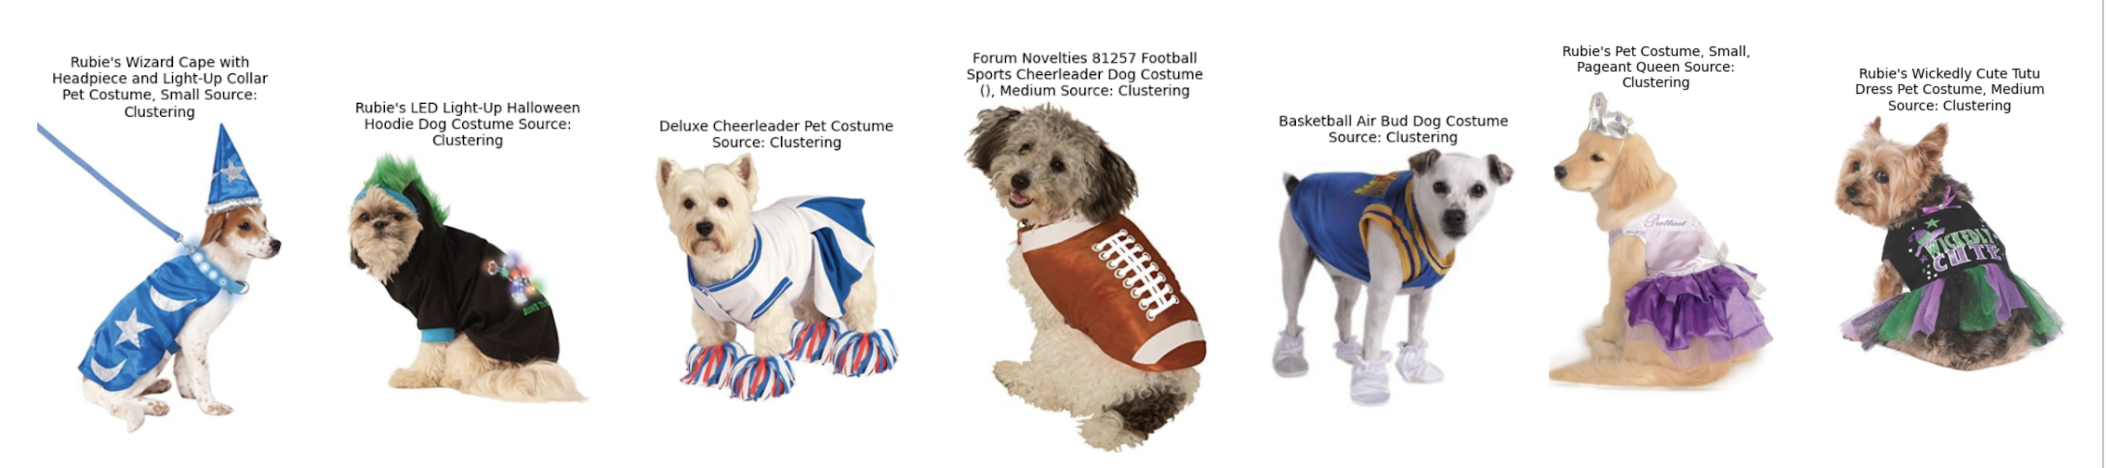 Rubie's Wizard Cape with
Headpiece and Light-Up Collar
Pet Costume, Small Source:
Clustering
Rubie's LED Light-Up Halloween
Hoodie Dog Costume Source:
Clustering
Deluxe Cheerleader Pet Costume
Source: Clustering
Forum Novelties 81257 Football
Sports Cheerleader Dog Costume
(), Medium Source: Clustering
Basketball Air Bud Dog Costume
Source: Clustering
Rubie's Pet Costume, Small,
Pageant Queen Source:
Clustering
Prettiest
Rubie's Wickedly Cute Tutu
Dress Pet Costume, Medium
Source: Clustering
WICKEDLY
CUTE